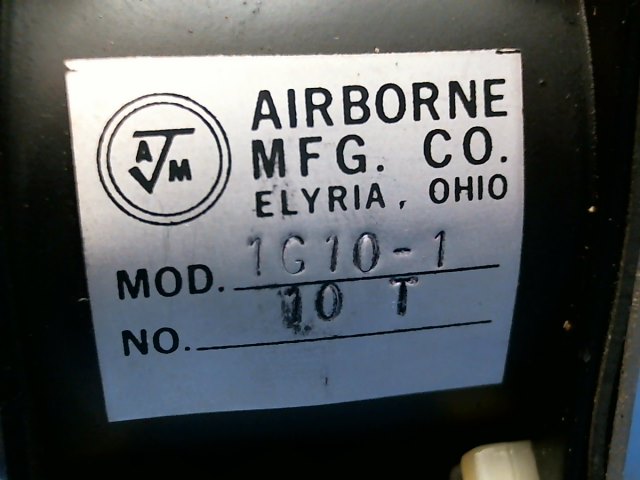 AJM
AIRBORNE
MFG. CO.
ELYRIA, OHIO
MOD. 1G10-1
NO. 10 T